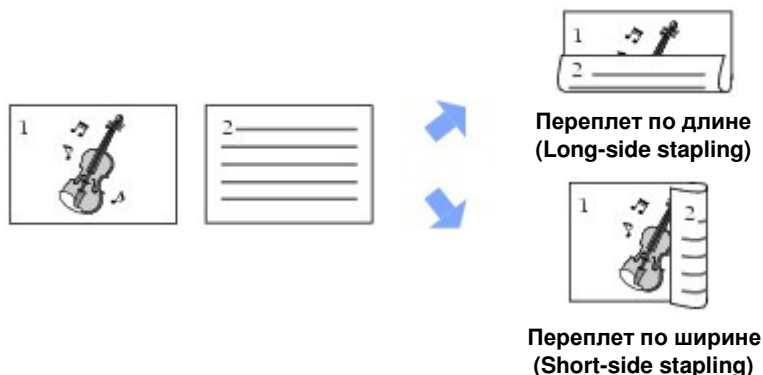 1
2
1
2
Переплет по длине
(Long-side stapling)
1
2
Переплет по ширине
(Short-side stapling)